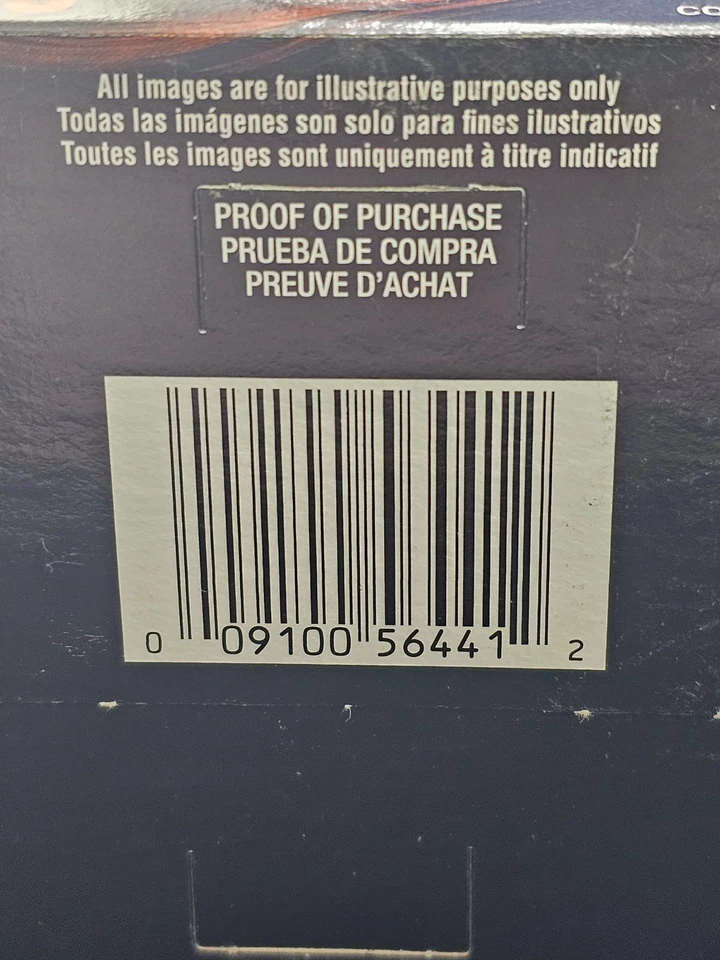 CO
All images are for illustrative purposes only
Todas las imágenes son solo para fines ilustrativos
Toutes les images sont uniquement à titre indicatif
PROOF OF PURCHASE
PRUEBA DE COMPRA
PREUVE D'ACHAT
0 09100 56441 2